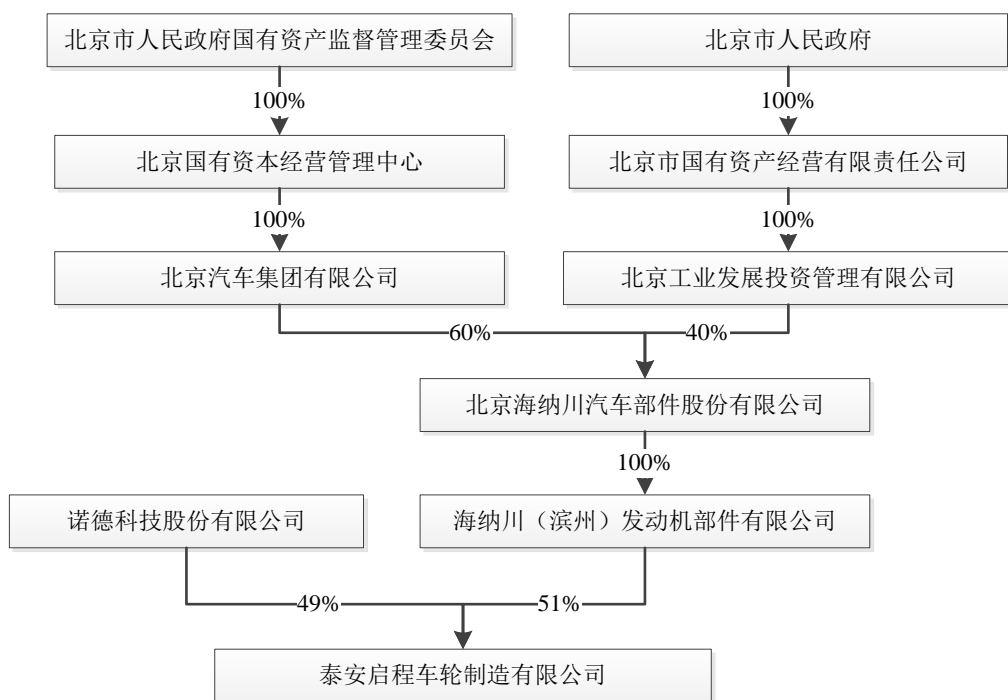 北京市人民政府国有资产监督管理委员会
北京市人民政府
100%
100%
北京国有资本经营管理中心
北京市国有资产经营有限责任公司
100%
100%
北京汽车集团有限公司
北京工业发展投资管理有限公司
60%
40%
北京海纳川汽车部件股份有限公司
100%
诺德科技股份有限公司
海纳川（滨州）发动机部件有限公司
49%
51%
泰安启程车轮制造有限公司